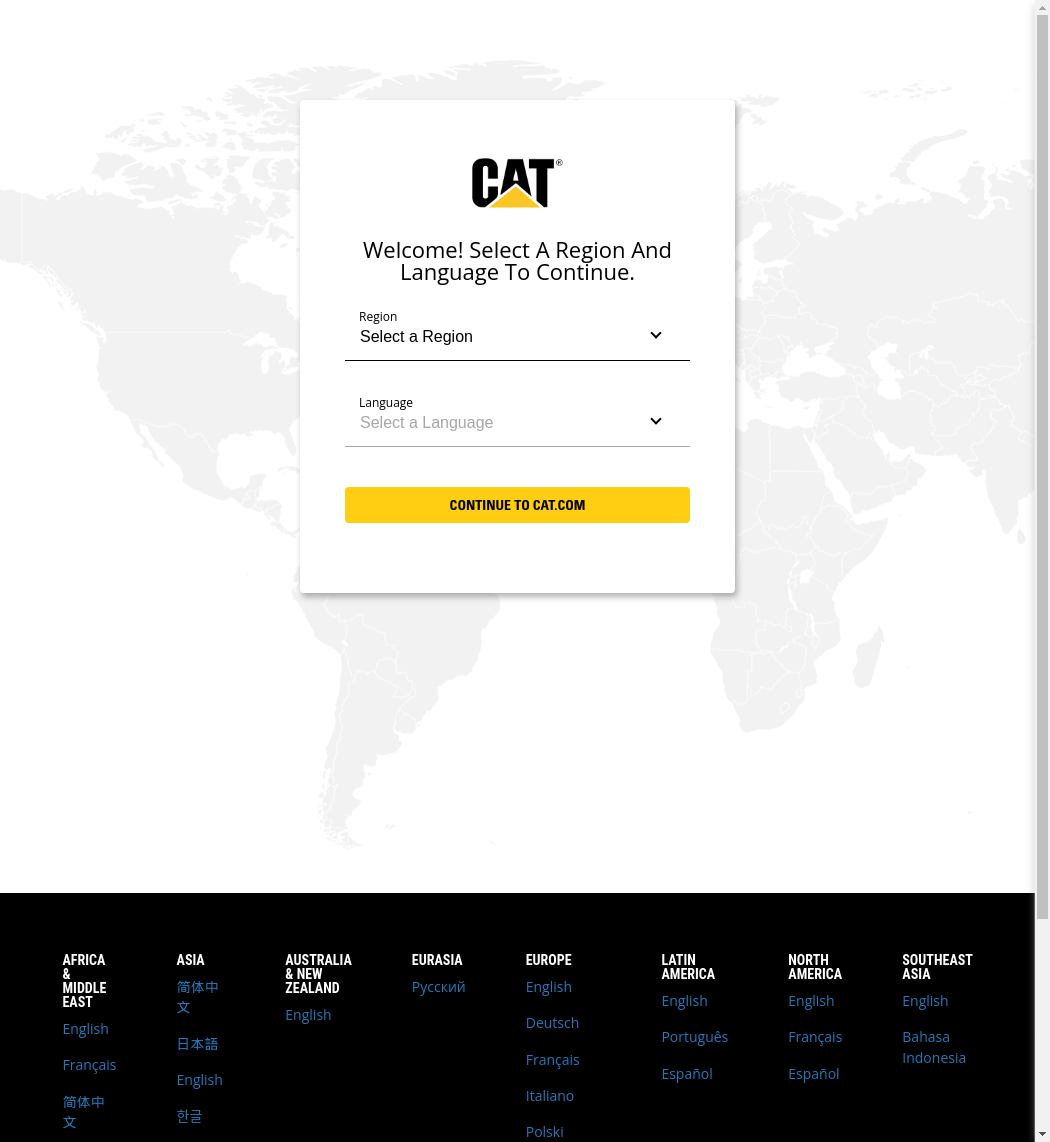 CAT®
Welcome! Select A Region And
Language To Continue.
Region
Select a Region
Language
Select a Language
CONTINUE TO CAT.COM
AFRICA
&
MIDDLE
EAST
English
Français
简体中
文
ASIA
简体中
文
日本語
English
한글
AUSTRALIA
& NEW
ZEALAND
English
EURASIA
Русский
EUROPE
English
Deutsch
Français
Italiano
Polski
LATIN
AMERICA
English
Português
Español
NORTH
AMERICA
English
Français
Español
SOUTHEAST
ASIA
English
Bahasa
Indonesia